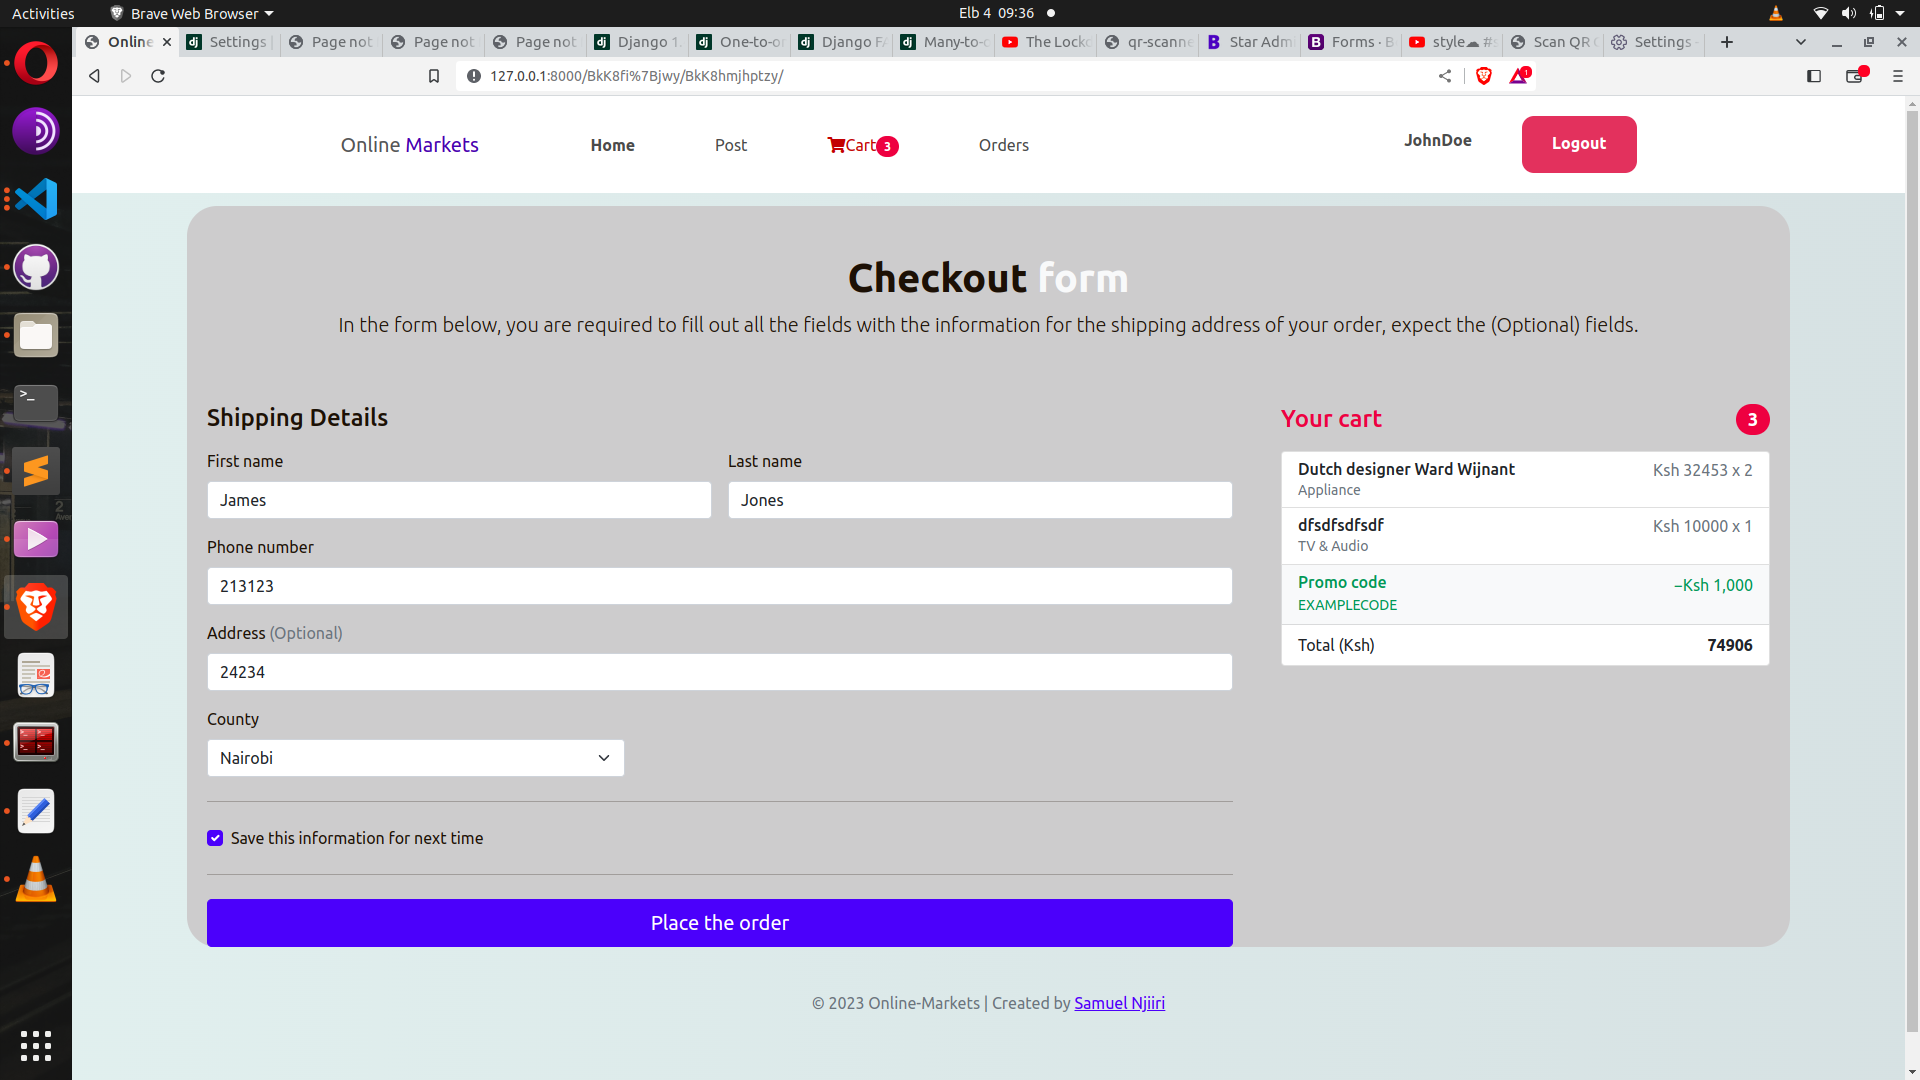 Activities
Brave Web Browser
Elb 4 09:36
Online
Settings
Page not
Page not
Page not
Django 1.
One-to-o
Django FA
Many-to-
The Lock
qr-scanne
Star Adm
Forms · B
style☁ #
Scan QR
Settings
127.0.0.1:8000/BkK8fi%7Bjwy/BkK8hmjhptzy/
1
Online Markets
Home
Post
Cart 3
Orders
JohnDoe
Logout
Checkout form
In the form below, you are required to fill out all the fields with the information for the shipping address of your order, expect the (Optional) fields.
Shipping Details
First name
Last name
James
Jones
Phone number
213123
Address (Optional)
24234
County
Nairobi
Save this information for next time
Place the order
Your cart
3
Dutch designer Ward Wijnant
Ksh 32453 x 2
Appliance
dfsdfsdfsdf
Ksh 10000 x 1
TV & Audio
Promo code
−Ksh 1,000
EXAMPLECODE
Total (Ksh)
74906
© 2023 Online-Markets | Created by Samuel Njiiri